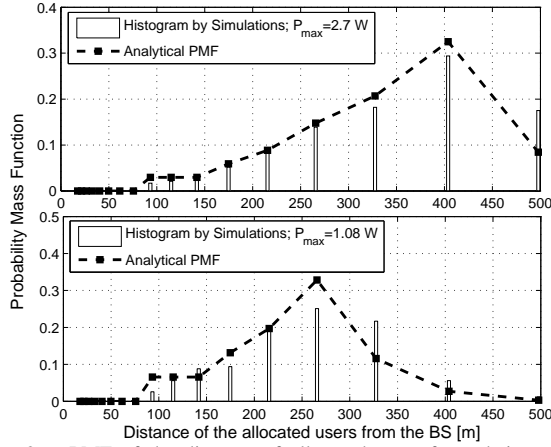 0.4
0.3
0.2
0.1
0
Histogram by Simulations; P_max=2.7 W
Analytical PMF
0 50 100 150 200 250 300 350 400 450 500
Probability Mass Function
0.5
0.4
0.3
0.2
0.1
0
Histogram by Simulations; P_max=1.08 W
Analytical PMF
0 50 100 150 200 250 300 350 400 450 500
Distance of the allocated users from the BS [m]